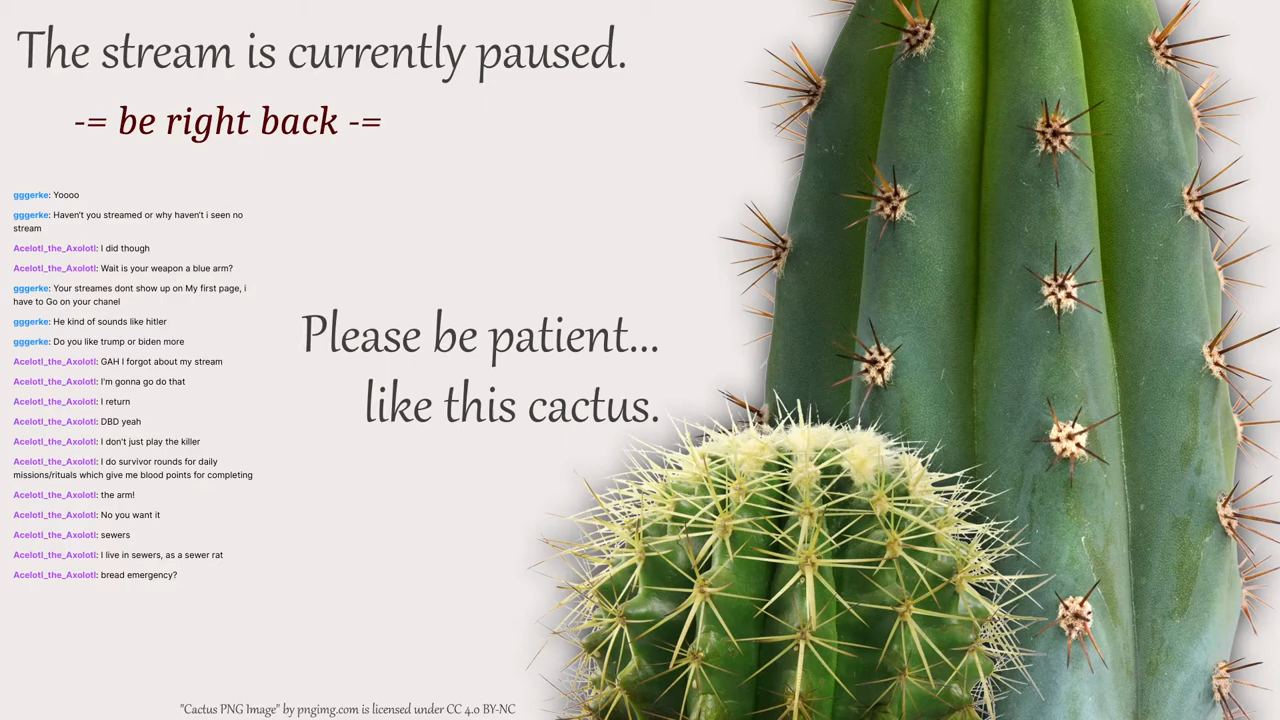 The stream is currently paused.
-= be right back -=
gggerke: Yoooo
gggerke: Haven't you streamed or why haven't i seen no
stream
Acelotl_the_Axolotl: I did though
Acelotl_the_Axolotl: Wait is your weapon a blue arm?
gggerke: Your streames dont show up on My first page, i
have to Go on your chanel
gggerke: He kind of sounds like hitler
gggerke: Do you like trump or biden more
Acelotl_the_Axolotl: GAH I forgot about my stream
Acelotl_the_Axolotl: I'm gonna go do that
Acelotl_the_Axolotl: I return
Acelotl_the_Axolotl: DBD yeah
Acelotl_the_Axolotl: I don't just play the killer
Acelotl_the_Axolotl: I do survivor rounds for daily
missions/rituals which give me blood points for completing
Acelotl_the_Axolotl: the arm!
Acelotl_the_Axolotl: No you want it
Acelotl_the_Axolotl: sewers
Acelotl_the_Axolotl: I live in sewers, as a sewer rat
Acelotl_the_Axolotl: bread emergency?
Please be patient...
like this cactus.
"Cactus PNG Image" by pngimg.com is licensed under CC 4.0 BY-NC